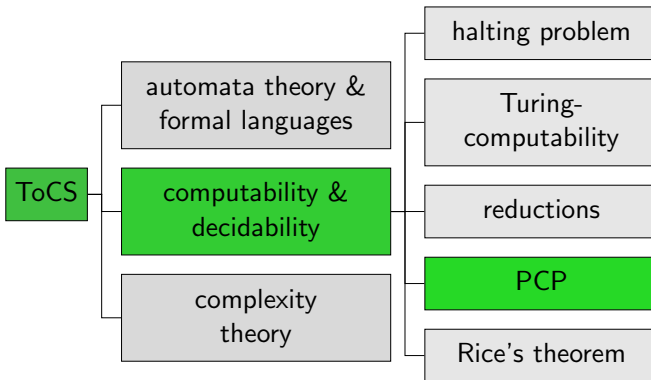 ToCS
automata theory &
formal languages
computability &
decidability
complexity
theory
halting problem
Turing-
computability
reductions
PCP
Rice's theorem